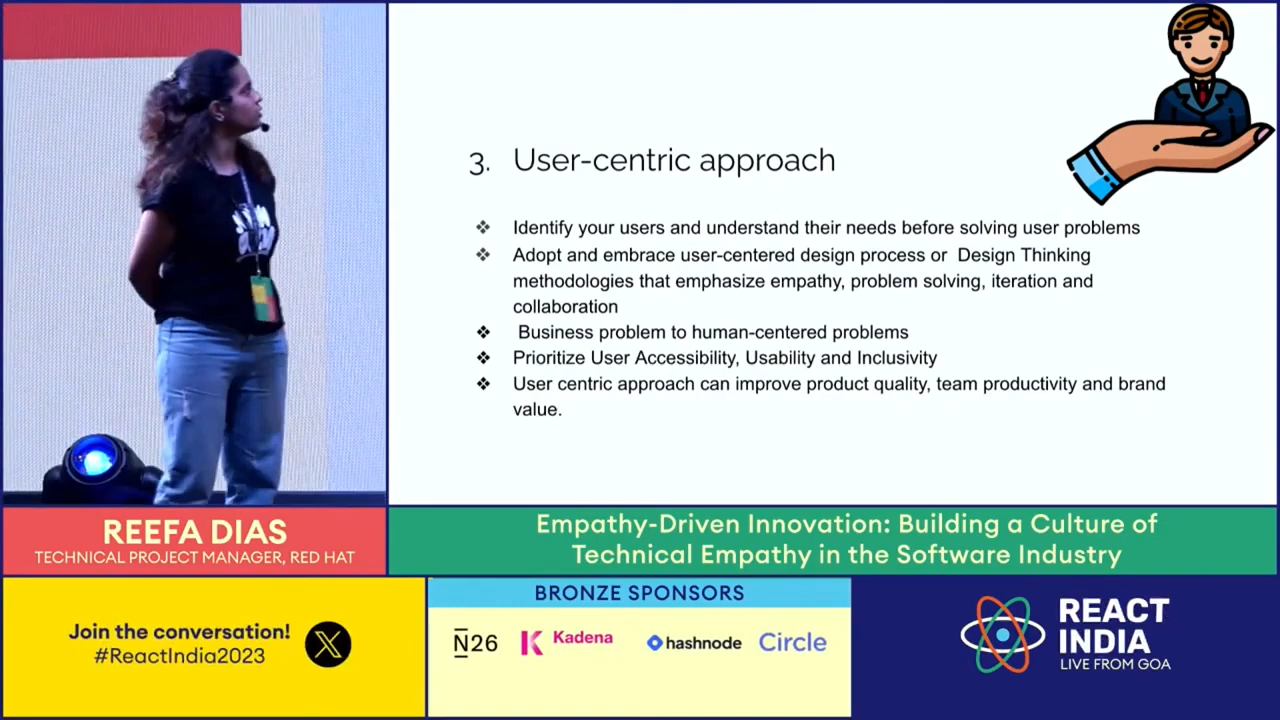 3. User-centric approach
❖ Identify your users and understand their needs before solving user problems
❖ Adopt and embrace user-centered design process or Design Thinking
methodologies that emphasize empathy, problem solving, iteration and
collaboration
❖ Business problem to human-centered problems
❖ Prioritize User Accessibility, Usability and Inclusivity
❖ User centric approach can improve product quality, team productivity and brand
value.
REEFA DIAS
TECHNICAL PROJECT MANAGER, RED HAT
Empathy-Driven Innovation: Building a Culture of
Technical Empathy in the Software Industry
Join the conversation!
#ReactIndia2023
BRONZE SPONSORS
N26
Kadena
hashnode
Circle
REACT
INDIA
LIVE FROM GOA